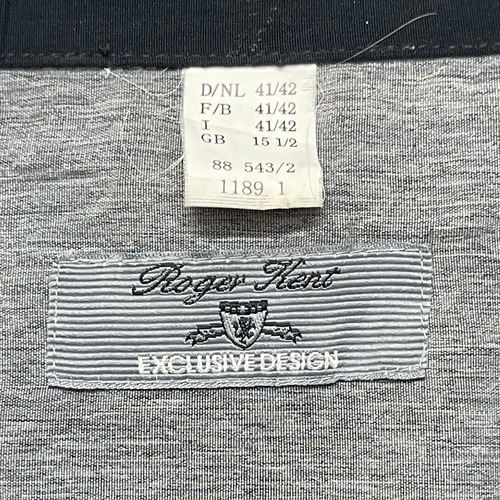 D/NL 41/42
F/B 41/42
I 41/42
GB 15 1/2
88 543/2
1189 1
Roger Kent
EXCLUSIVE DESIGN